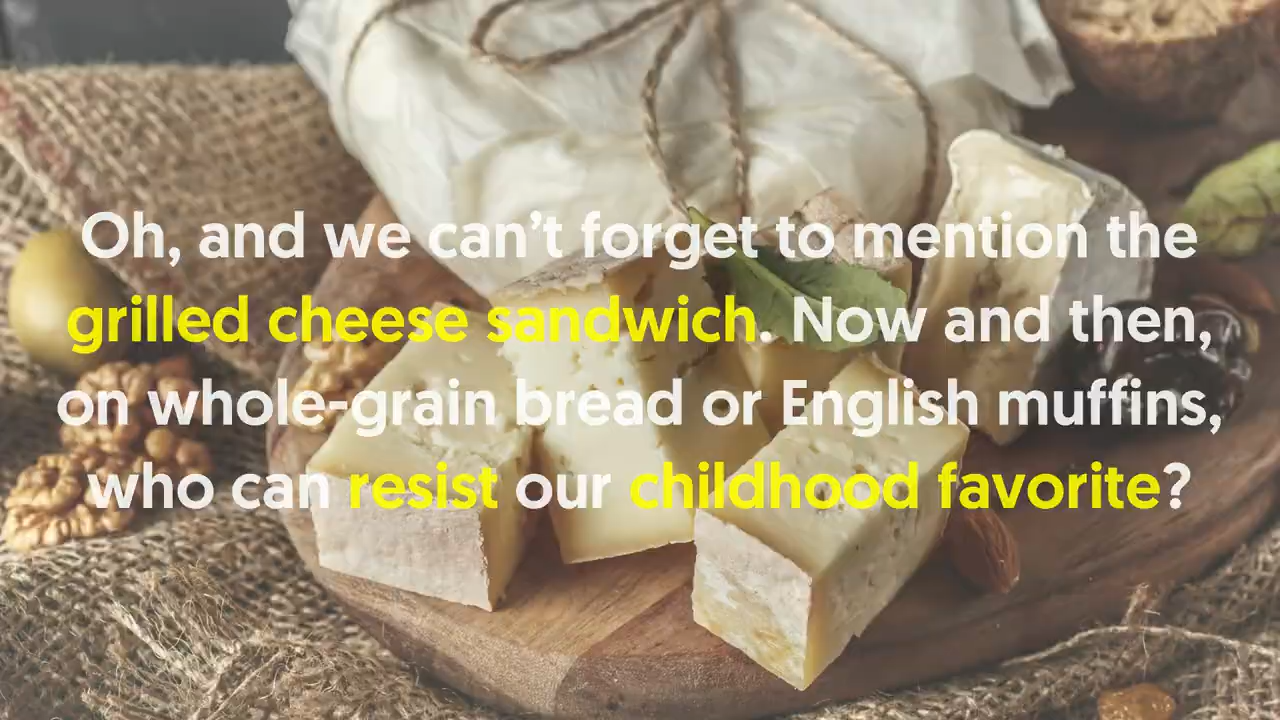 Oh, and we can’t forget to mention the
grilled cheese sandwich. Now and then,
on whole-grain bread or English muffins,
who can resist our childhood favorite?